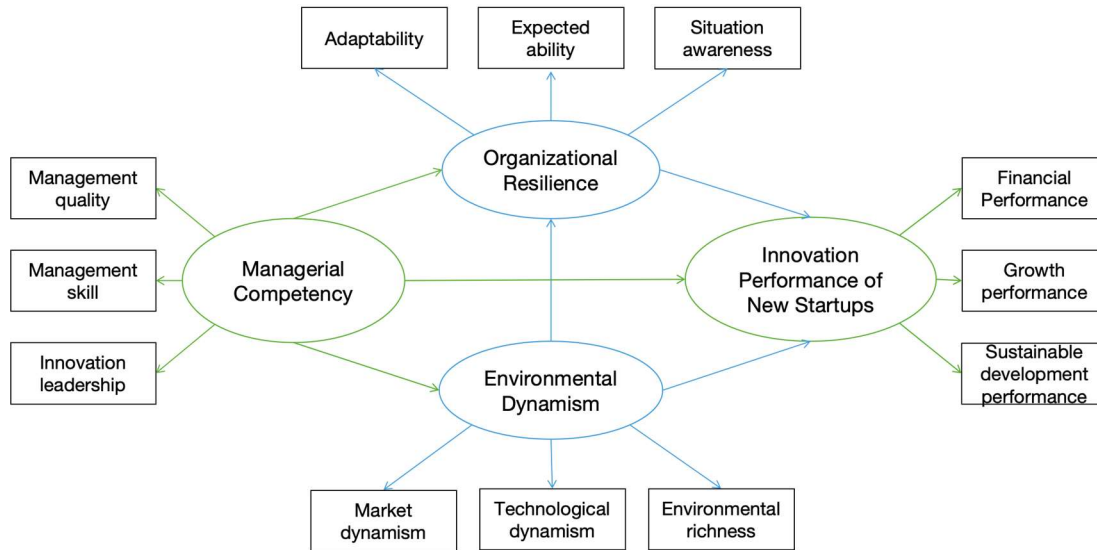 Adaptability
Expected
ability
Situation
awareness
Organizational
Resilience
Management
quality
Management
skill
Innovation
leadership
Managerial
Competency
Innovation
Performance of
New Startups
Financial
Performance
Growth
performance
Sustainable
development
performance
Environmental
Dynamism
Market
dynamism
Technological
dynamism
Environmental
richness